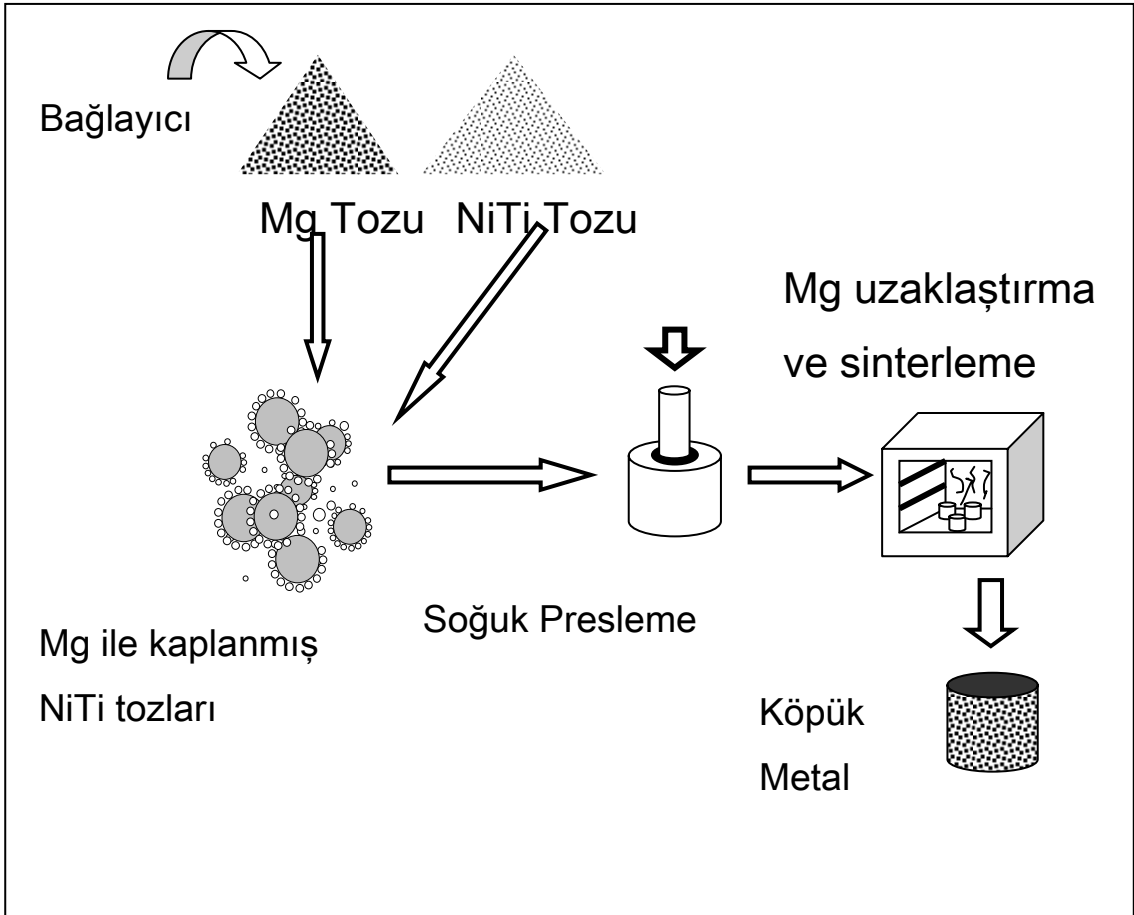 Bağlayıcı
Mg Tozu
NiTi Tozu
Mg uzaklaştırma
ve sinterleme
Mg ile kaplanmış
NiTi tozları
Soğuk Presleme
Köpük
Metal